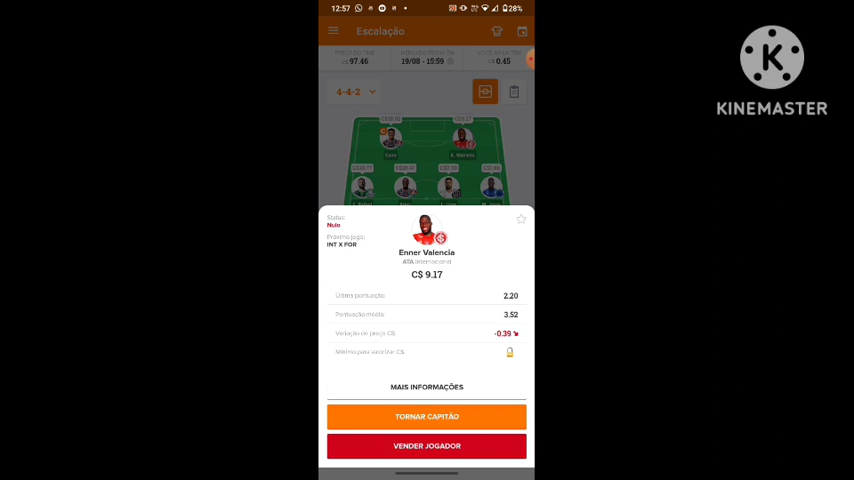 12:57
28%
Escalação
C$ 97.46
19/08 - 15:59
C$ 0.45
4-4-2
Status:
Nulo
Próximo jogo:
INT X FOR
Enner Valencia
ATA Internacional
C$ 9.17
Última pontuação: 2.20
Pontuação média: 3.52
Variação de preço C$ -0.39
Mínimo para valorizar C$
MAIS INFORMAÇÕES
TORNAR CAPITÃO
VENDER JOGADOR
K
KINEMASTER